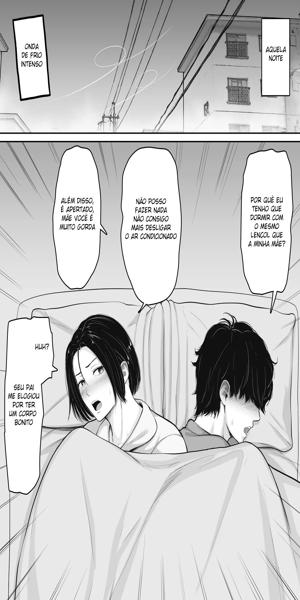 AQUELA
NOITE
ONDA
DE FRIO
INTENSO
POR QUÊ EU
TENHO QUE
DORMIR COM
O MESMO
LENCOL QUE
A MINHA MÃE?
NÃO POSSO
FAZER NADA
NÃO CONSIGO
MAIS DESLIGAR
O AR CONDICIONADO
ALÉM DISSO,
É APERTADO,
MÃE VOCÊ É
MUITO GORDA
HUH?
SEU PAI
ME ELOGIOU
POR TER
UM CORPO
BONITO